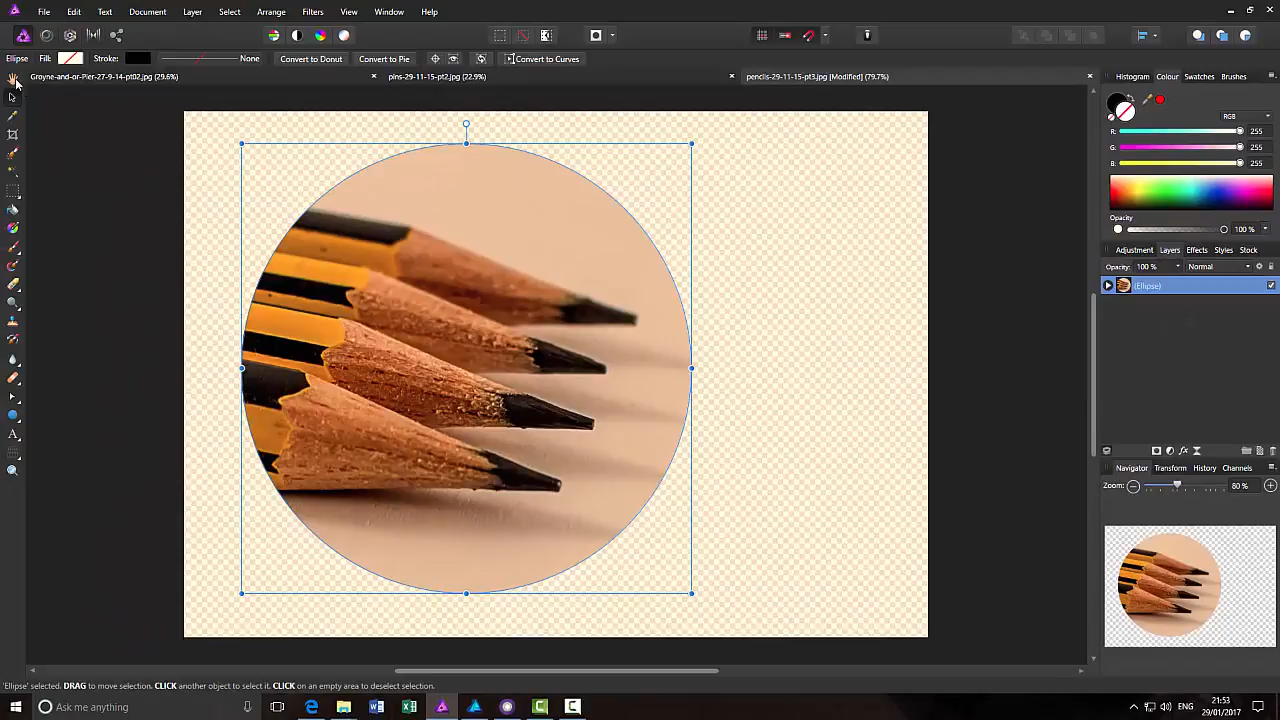 File Edit Text Document Layer Select Arrange Filters View Window Help
Ellipse Fill: Stroke: None Convert to Donut Convert to Pie Convert to Curves
Groyne-and-or-Pier-27-9-14-pt02.jpg (29.6%) pins-29-11-15-pt2.jpg (22.9%) pencils-29-11-15-pt3.jpg [Modified] (79.7%)
Histogram Colour Swatches Brushes
RGB
R: 255
G: 255
B: 255
Opacity
100 %
Adjustment Layers Effects Styles Stock
Opacity: 100 % Normal
(Ellipse)
Navigator Transform History Channels
Zoom: 80 %
'Ellipse' selected. DRAG to move selection. CLICK another object to select it. CLICK on an empty area to deselect selection.
Ask me anything
ENG
21:53
29/01/2017